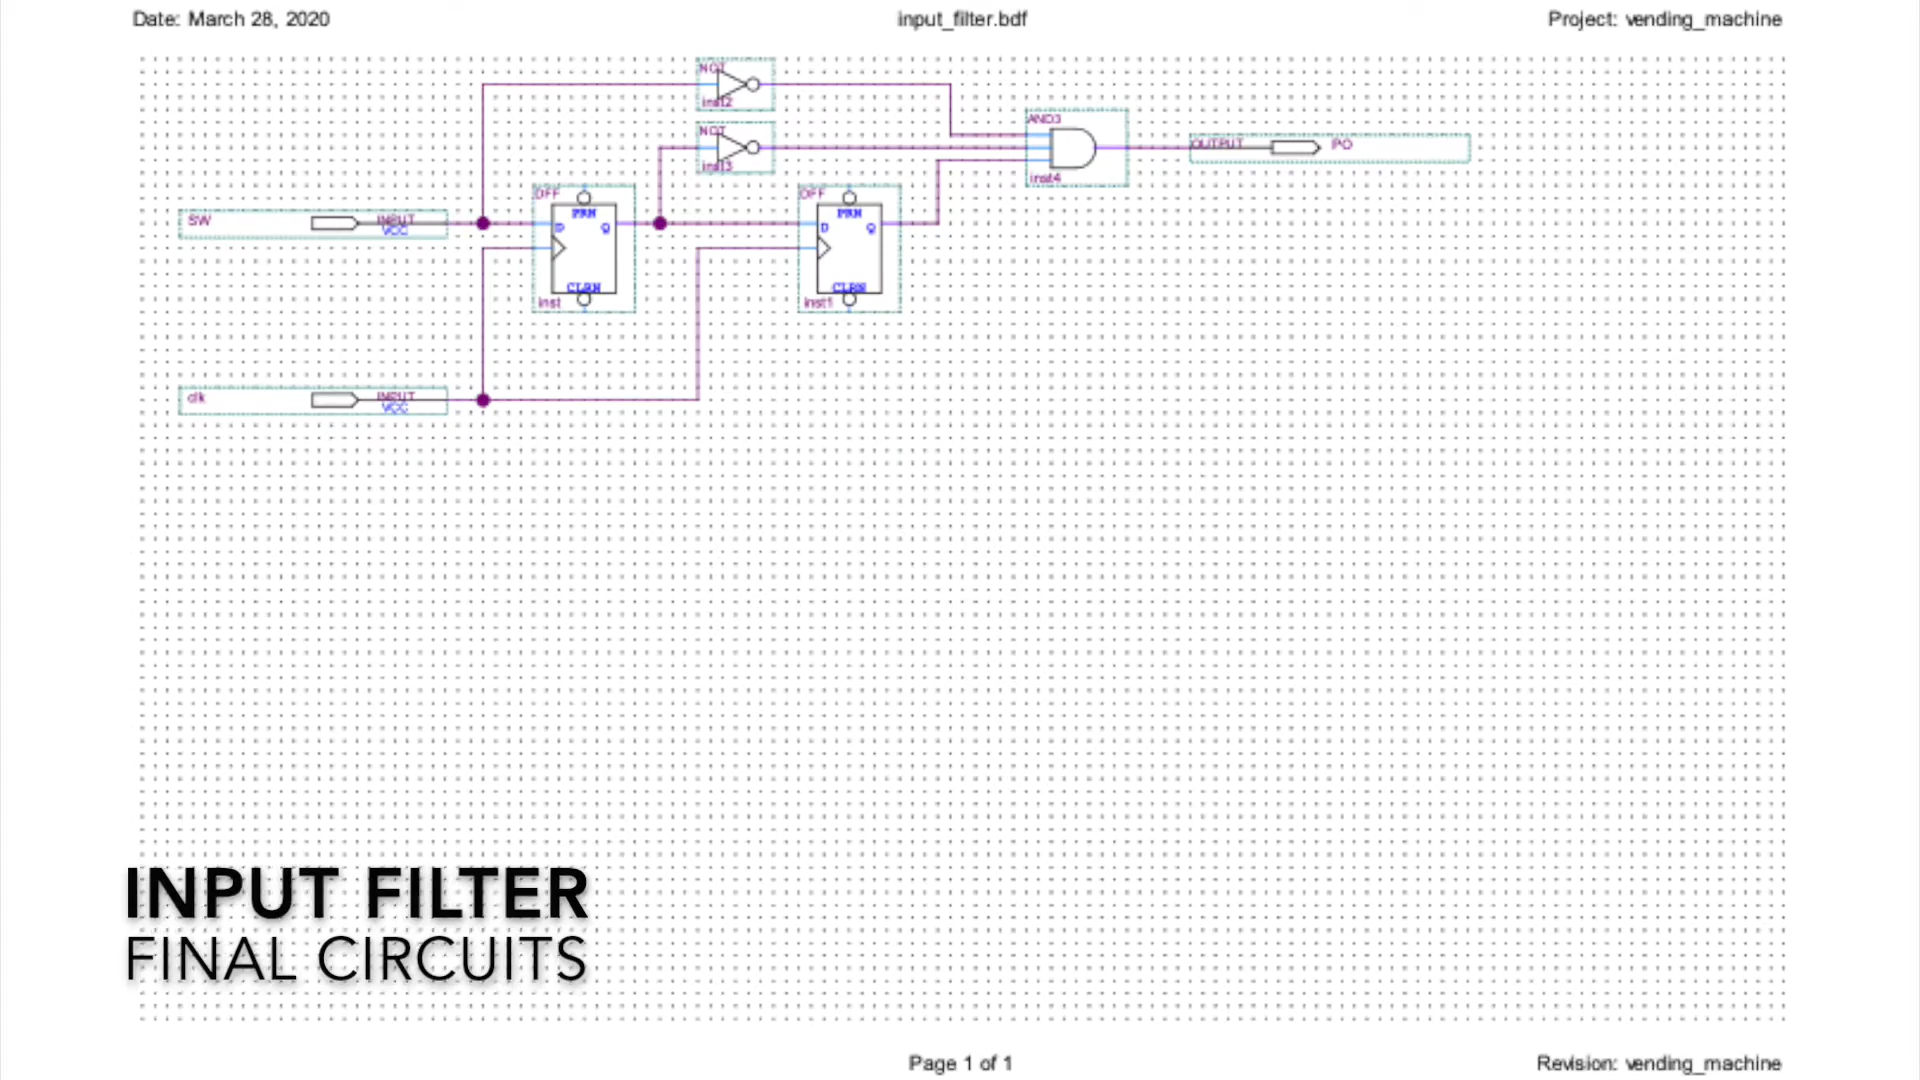 Date: March 28, 2020 input_filter.bdf Project: vending_machine
NOT
inst2
NOT
inst3
AND3
inst4
OUTPUT PO
SW INPUT
VCC
DFF
PRN
D Q
CLRN
inst
DFF
PRN
D Q
CLRN
inst1
clk INPUT
VCC
INPUT FILTER
FINAL CIRCUITS
Page 1 of 1 Revision: vending_machine